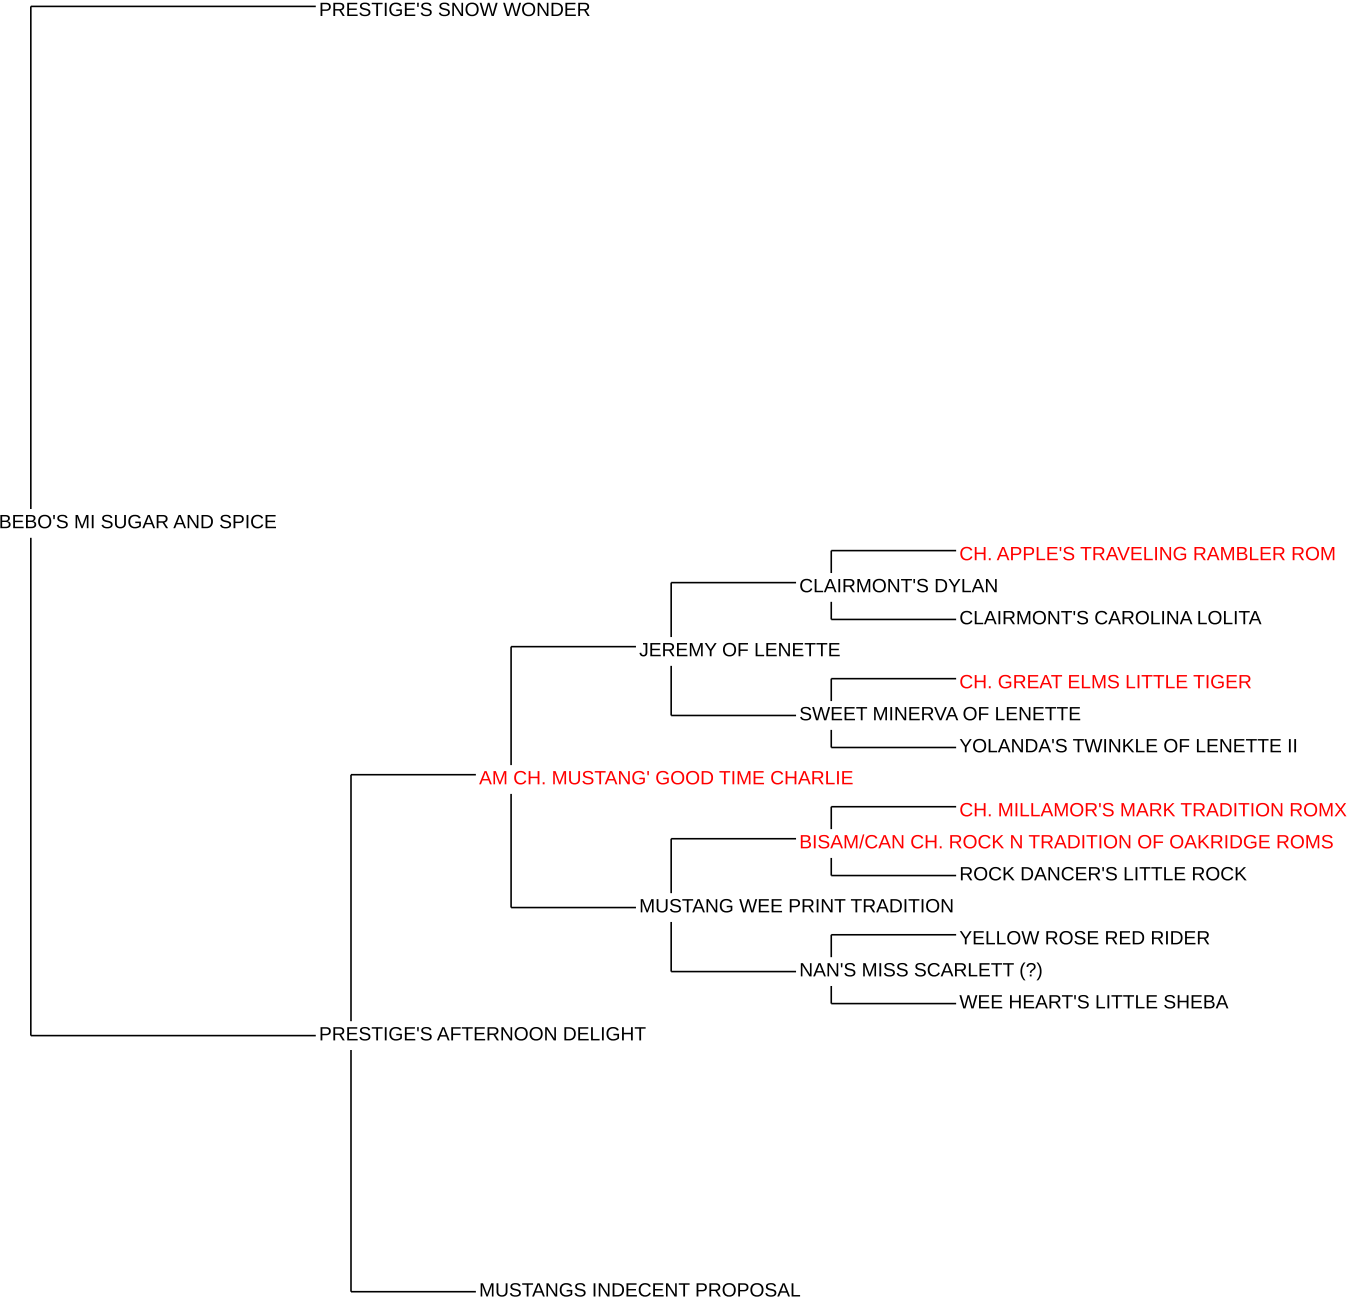 PRESTIGE'S SNOW WONDER
BEBO'S MI SUGAR AND SPICE
CH. APPLE'S TRAVELING RAMBLER ROM
CLAIRMONT'S DYLAN
CLAIRMONT'S CAROLINA LOLITA
JEREMY OF LENETTE
CH. GREAT ELMS LITTLE TIGER
SWEET MINERVA OF LENETTE
YOLANDA'S TWINKLE OF LENETTE II
AM CH. MUSTANG' GOOD TIME CHARLIE
CH. MILLAMOR'S MARK TRADITION ROMX
BISAM/CAN CH. ROCK N TRADITION OF OAKRIDGE ROMS
ROCK DANCER'S LITTLE ROCK
MUSTANG WEE PRINT TRADITION
YELLOW ROSE RED RIDER
NAN'S MISS SCARLETT (?)
WEE HEART'S LITTLE SHEBA
PRESTIGE'S AFTERNOON DELIGHT
MUSTANGS INDECENT PROPOSAL